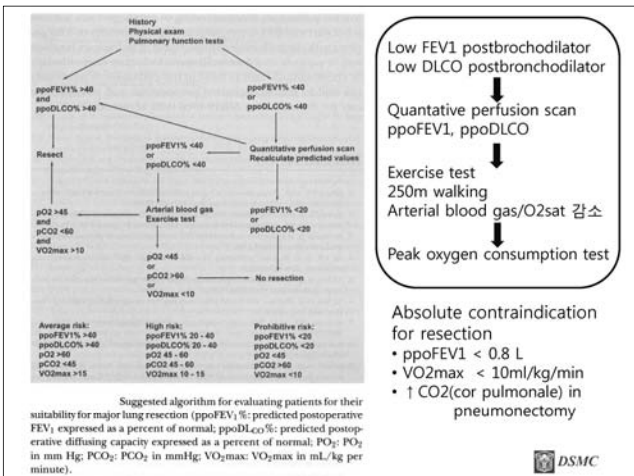 History
Physical exam
Pulmonary function tests
ppoFEV1% >40
and
ppoDLCO% >40
ppoFEV1% <40
or
ppoDLCO% <40
Resect
ppoFEV1% <40
or
ppoDLCO% <40
Quantitative perfusion scan
Recalculate predicted values
pO2 >45
and
pCO2 <60
and
VO2max >10
Arterial blood gas
Exercise test
ppoFEV1% <20
or
ppoDLCO% <20
pO2 <45
or
pCO2 >60
or
VO2max <10
No resection
Average risk:
ppoFEV1% >40
ppoDLCO% >40
pO2 >60
pCO2 <45
VO2max >15
High risk:
ppoFEV1% 20 - 40
ppoDLCO% 20 - 40
pO2 45 - 60
pCO2 45 - 60
VO2max 10 - 15
Prohibitive risk:
ppoFEV1% <20
ppoDLCO% <20
pO2 <45
pCO2 >60
VO2max <10
Suggested algorithm for evaluating patients for their
suitability for major lung resection (ppoFEV1%: predicted postoperative
FEV1 expressed as a percent of normal; ppoDLCO%: predicted postop-
erative diffusing capacity expressed as a percent of normal; PO2: PO2
in mm Hg; PCO2: PCO2 in mmHg; VO2max: VO2max in mL/kg per
minute).
Low FEV1 postbrochodilator
Low DLCO postbronchodilator
Quantative perfusion scan
ppoFEV1, ppoDLCO
Exercise test
250m walking
Arterial blood gas/O2sat 감소
Peak oxygen consumption test
Absolute contraindication
for resection
• ppoFEV1 < 0.8 L
• VO2max < 10ml/kg/min
• ↑CO2(cor pulmonale) in
pneumonectomy
DSMC